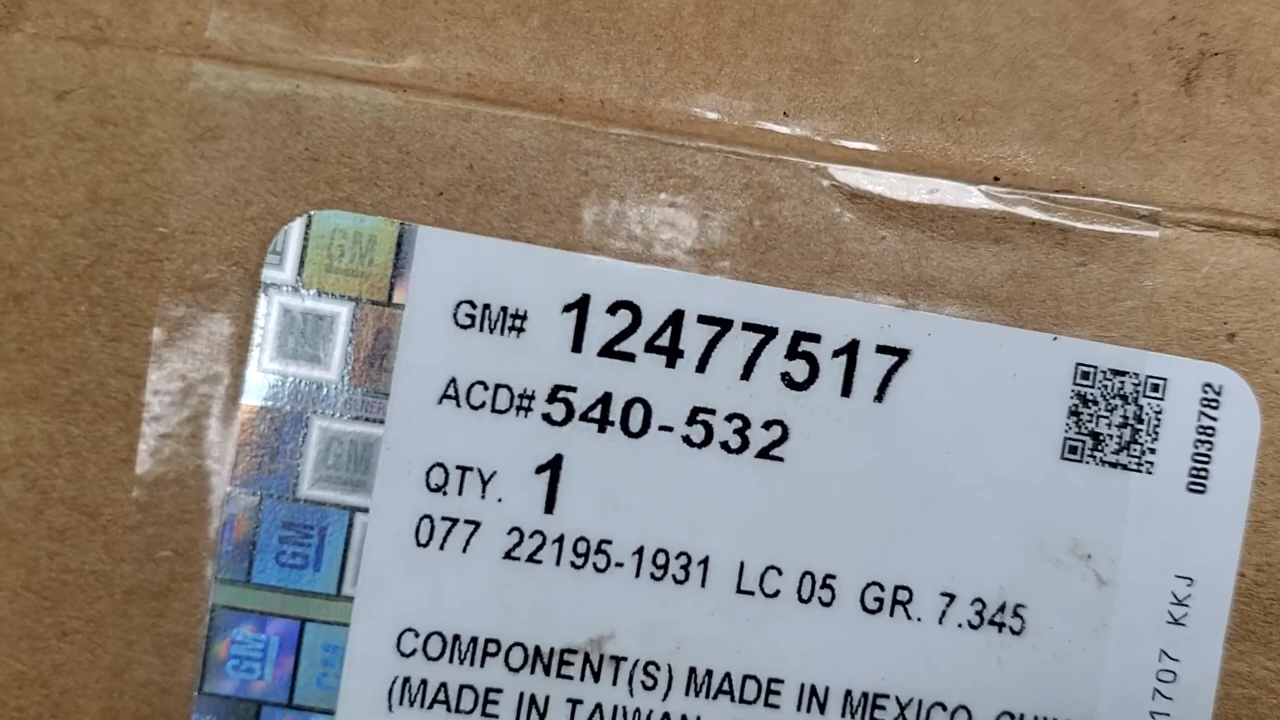 GM# 12477517
ACD# 540-532
QTY. 1
077 22195-1931 LC 05 GR. 7.345
COMPONENT(S) MADE IN MEXICO,
(MADE IN TAIWAN
0B038782
1707 KKJ
GM
GM
GM
GM
GM